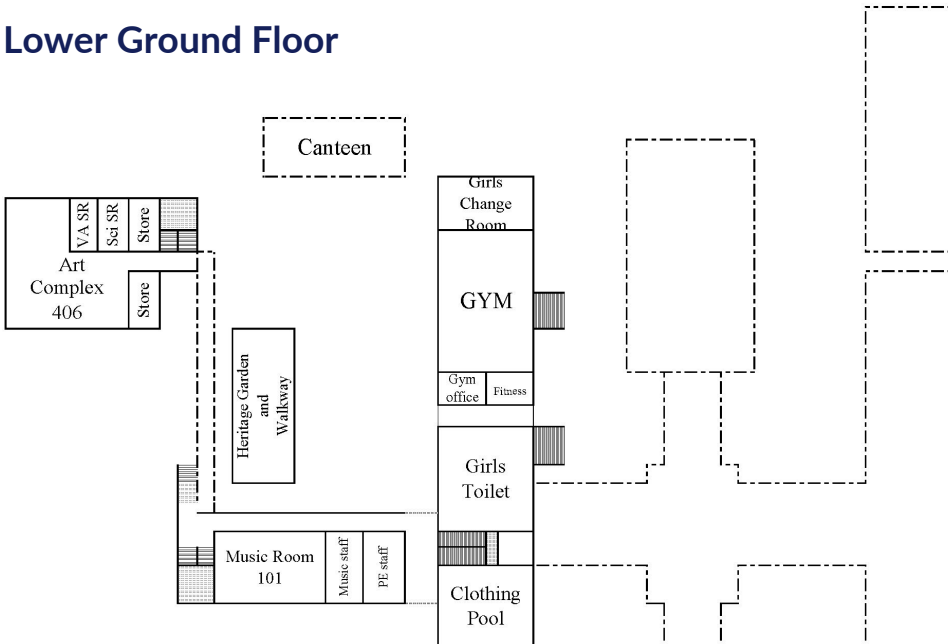 Lower Ground Floor
Canteen
Girls
Change
Room
VA SR
Sci SR
Store
Art
Complex
406
Store
GYM
Heritage Garden
and
Walkway
Gym
office
Fitness
Girls
Toilet
Music Room
101
Music staff
PE staff
Clothing
Pool